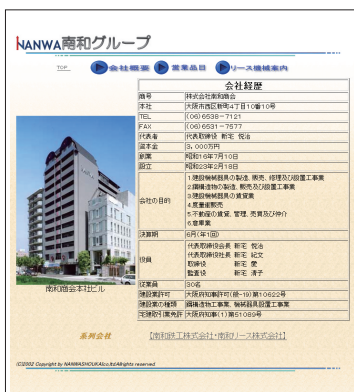 NANWA南和グループ
TOP 会社概要 営業品目 リース機械案内
会社経歴
商号 株式会社南和商会
本社 大阪市西区新町4丁目10番10号
TEL (06)6538-7121
FAX (06)6531-7577
代表者 代表取締役 新宅 悦治
資本金 3,000万円
創業 昭和16年7月10日
設立 昭和23年2月18日
会社の目的
1.建設機械器具の製造、販売、修理及び設置工事業
2.鋼構造物の製造、販売及び設置工事業
3.建設機械器具の賃貸業
4.度量衡販売
5.不動産の賃貸、管理、売買及び仲介
6.倉庫業
決算期 6月(年1回)
役員
代表取締役会長 新宅 悦治
代表取締役社長 新宅 紀文
取締役 新宅 愛
監査役 新宅 清子
従業員 30名
建設業許可 大阪府知事許可(般-19)第10622号
建設業の種類 鋼構造物工事業、機械器具設置工事業
宅建取引業免許 大阪府知事(1)第51089号
南和商会本社ビル
系列会社 [南和鉄工株式会社・南和リース株式会社]
(C)2002 Copyright by NANWASHOUKAIco.ltd.Allrights reserved